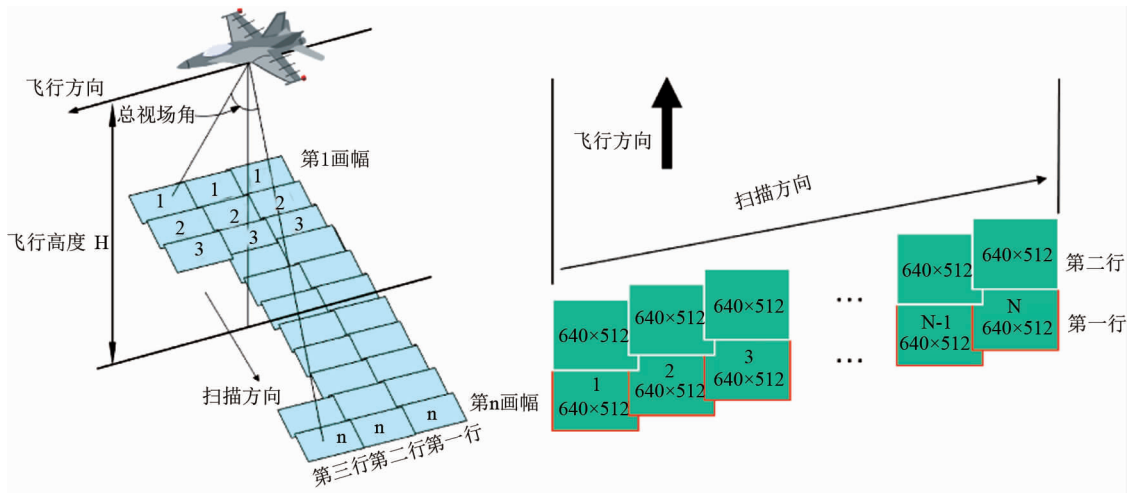 飞行方向
总视场角
第1画幅
1 1 1
2 2 2
3 3 3
飞行高度 H
扫描方向
第n画幅
n n n
第三行第二行第一行
飞行方向
扫描方向
640×512 640×512 640×512 ... 640×512 640×512 第二行
1 2 3 N-1 N 第一行
640×512 640×512 640×512 ... 640×512 640×512